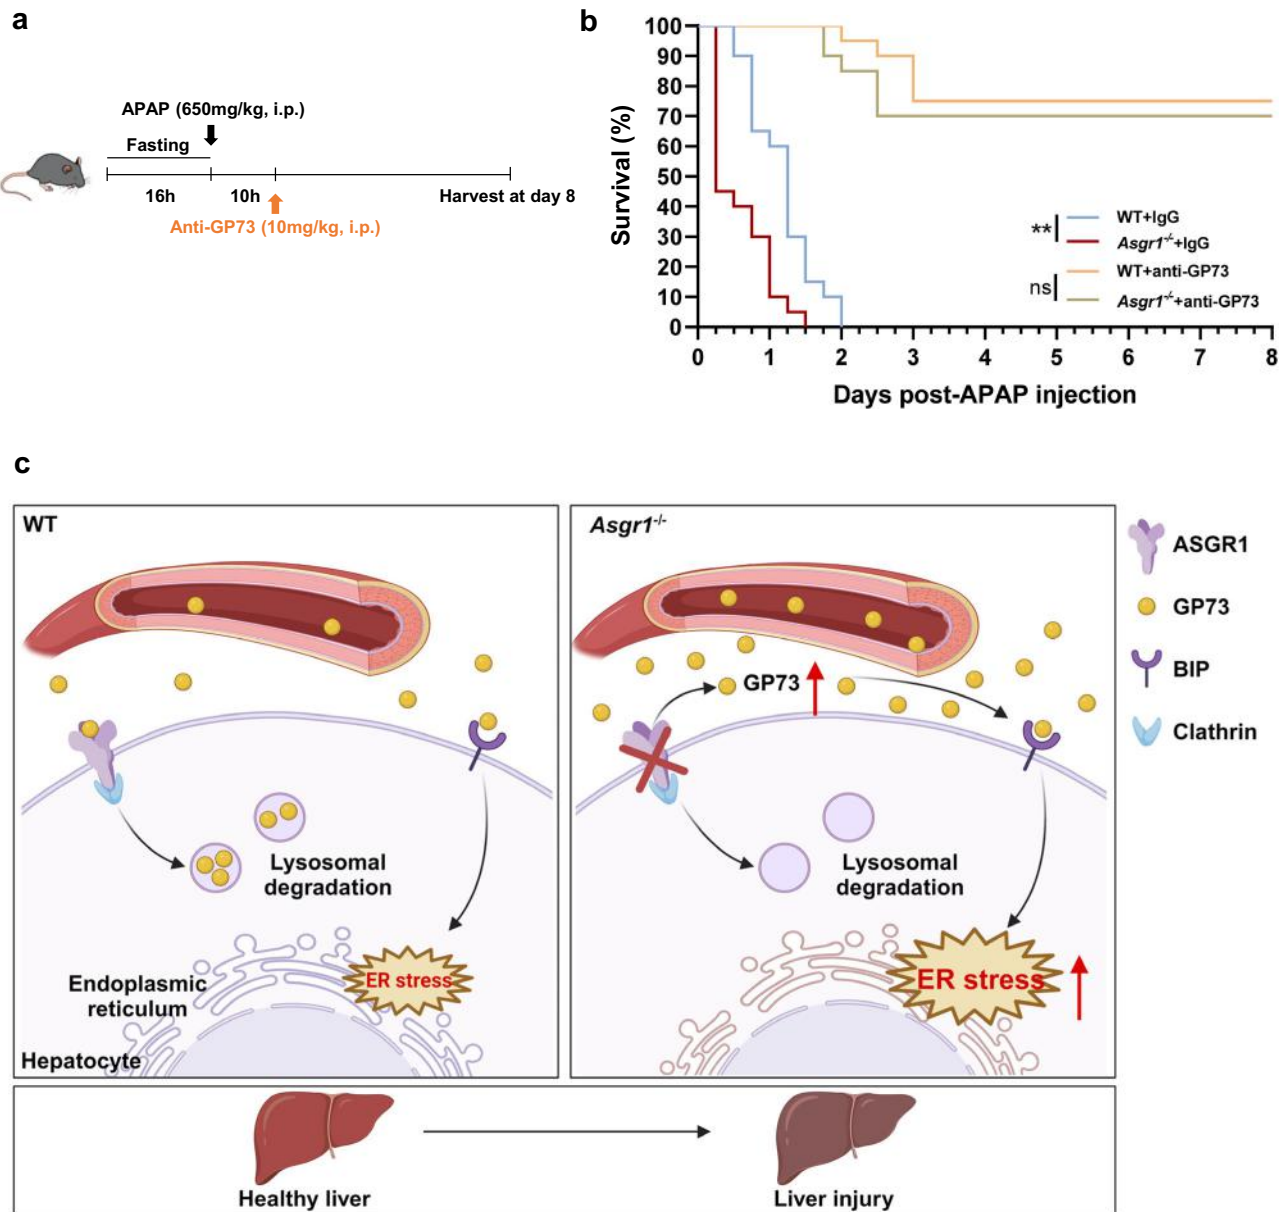 a
APAP (650mg/kg, i.p.)
Fasting
16h
10h
Harvest at day 8
Anti-GP73 (10mg/kg, i.p.)
b
Survival (%)
100
90
80
70
60
50
40
30
20
10
0
0 1 2 3 4 5 6 7 8
Days post-APAP injection
**
WT+IgG
Asgr1-/-+IgG
ns
WT+anti-GP73
Asgr1-/-+anti-GP73
c
WT
Lysosomal
degradation
Endoplasmic
reticulum
ER stress
Hepatocyte
Asgr1-/-
GP73
Lysosomal
degradation
ER stress
ASGR1
GP73
BIP
Clathrin
Healthy liver
Liver injury